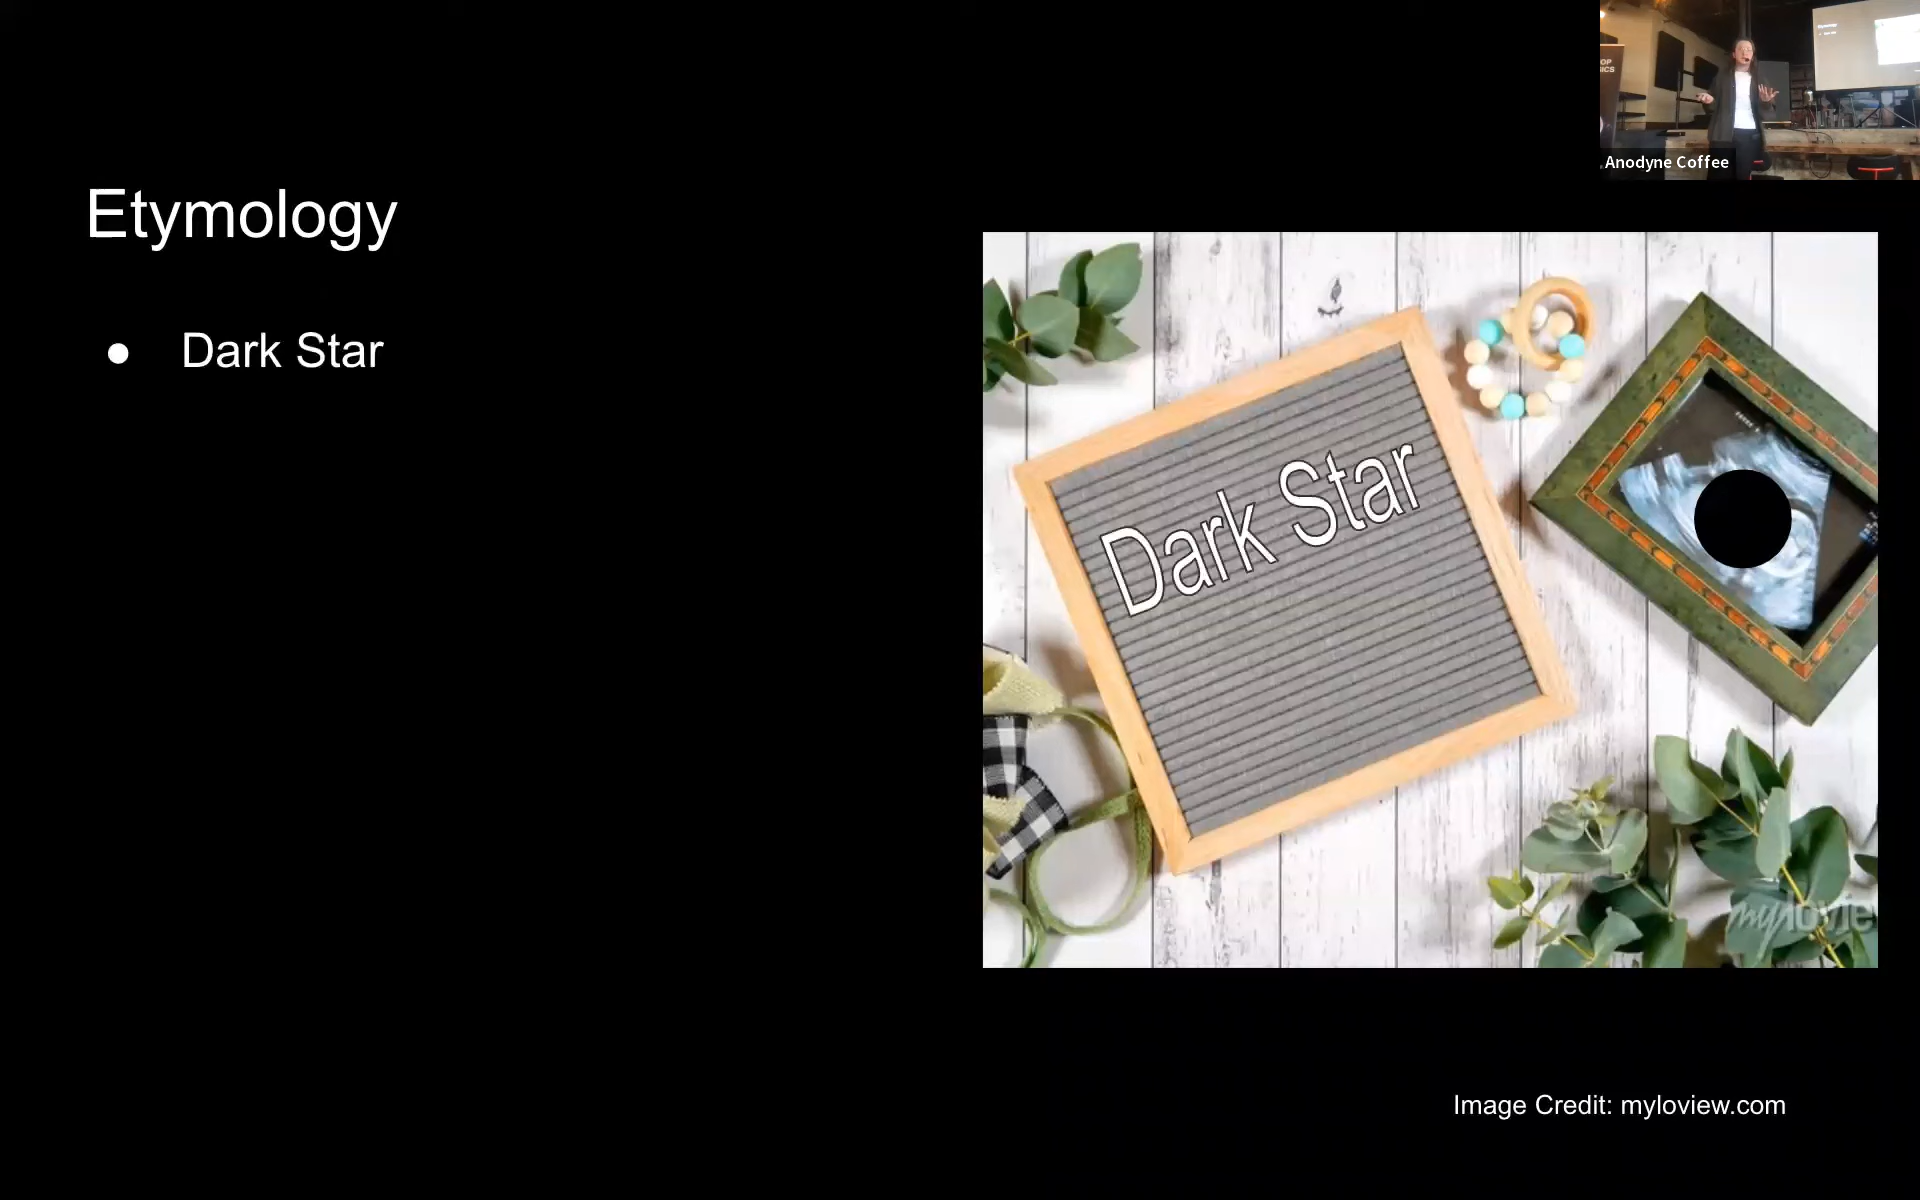 Etymology
● Dark Star
Dark Star
Anodyne Coffee
Image Credit: myloview.com